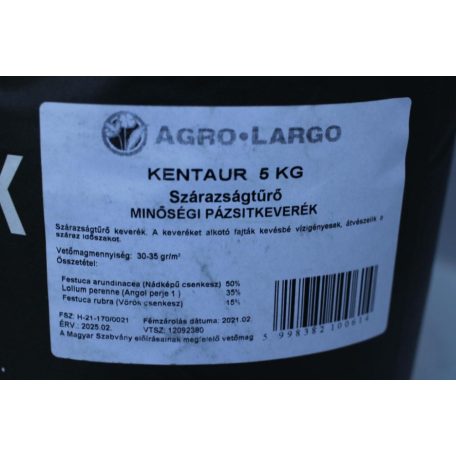 AGRO•LARGO
KENTAUR 5 KG
Szárazságtűrő
MINŐSÉGI PÁZSITKEVERÉK
Szárazságtűrő keverék. A keveréket alkotó fajták kevésbé vízigényesek, átvészelik a
száraz időszakot.
Vetőmagmennyiség: 30-35 gr/m²
Összetétel:
Festuca arundinacea (Nádképű csenkesz) 50%
Lolium perenne (Angol perje 1 ) 35%
Festuca rubra (Vörös csenkesz) 15%
FSZ: H-21-170/0021 Fémzárolás dátuma: 2021.02
ÉRV.: 2025.02. VTSZ: 12092380
A Magyar Szabvány előírásainak megfelelő vetőmag
5 998382 100614
K